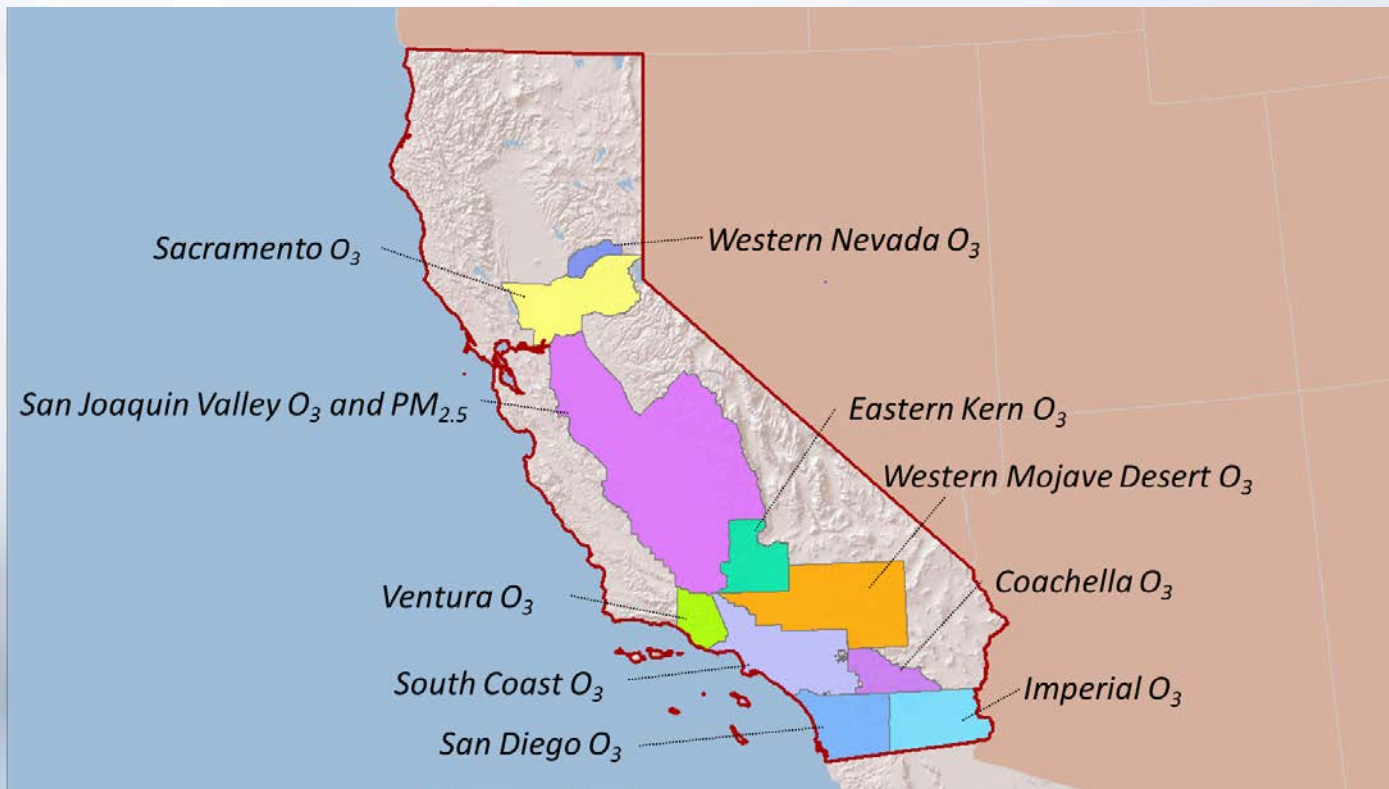 Western Nevada O₃
Sacramento O₃
San Joaquin Valley O₃ and PM₂.₅
Eastern Kern O₃
Western Mojave Desert O₃
Coachella O₃
Ventura O₃
South Coast O₃
Imperial O₃
San Diego O₃